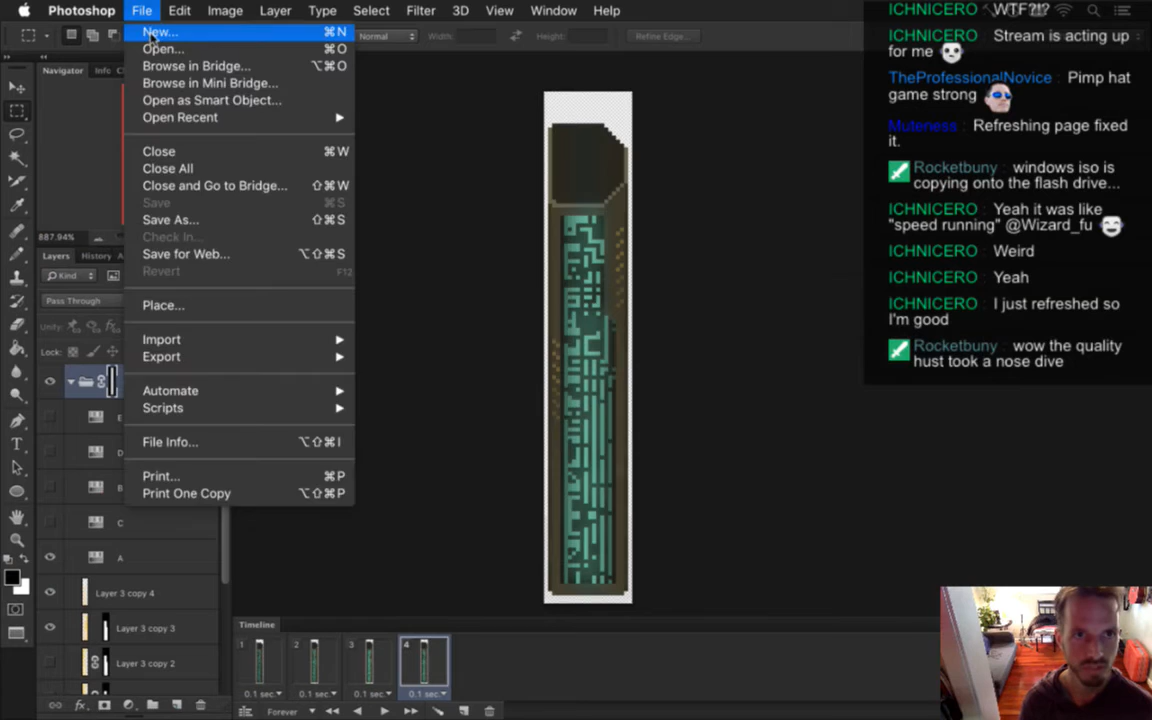 Photoshop File Edit Image Layer Type Select Filter 3D View Window Help
Normal Width: Height: Refine Edge...
New... ⌘N
Open... ⌘O
Browse in Bridge... ⌥⌘O
Browse in Mini Bridge...
Open as Smart Object...
Open Recent
Close ⌘W
Close All
Close and Go to Bridge... ⇧⌘W
Save ⌘S
Save As... ⇧⌘S
Check In...
Save for Web... ⌥⇧⌘S
Revert F12
Place...
Import
Export
Automate
Scripts
File Info... ⌥⇧⌘I
Print... ⌘P
Print One Copy ⌥⇧⌘P
Navigator Info
887.94%
Layers History
Kind
Pass Through
Unity:
Lock:
D
B
C
A
Layer 3 copy 4
Layer 3 copy 3
Layer 3 copy 2
Timeline
1 2 3 4
0.1 sec. 0.1 sec. 0.1 sec. 0.1 sec.
Forever
ICHNICERO : WTF?!?
ICHNICERO : Stream is acting up
for me
TheProfessionalNovice : Pimp hat
game strong
Muteness : Refreshing page fixed
it.
Rocketbuny : windows iso is
copying onto the flash drive...
ICHNICERO : Yeah it was like
"speed running" @Wizard_fu
ICHNICERO : Weird
ICHNICERO : Yeah
ICHNICERO : I just refreshed so
I'm good
Rocketbuny : wow the quality
hust took a nose dive